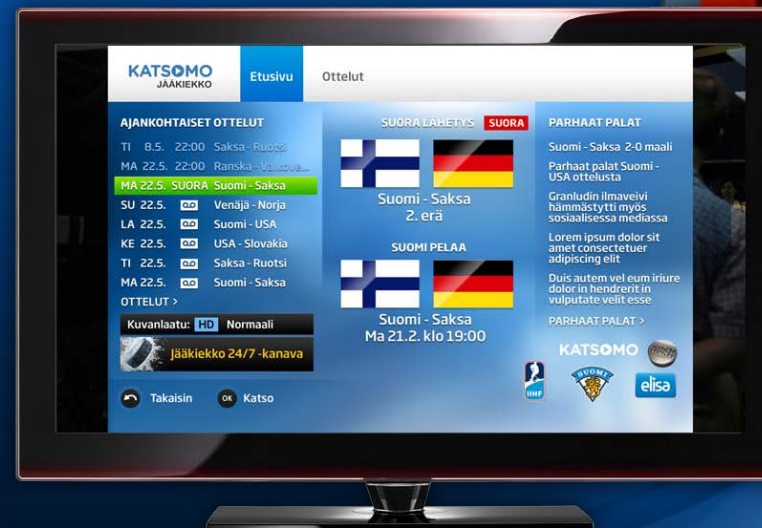 KATSOMO
JÄÄKIEKKO
Etusivu
Ottelut
AJANKOHTAISET OTTELUT
TI 8.5. 22:00 Saksa - Ruotsi
MA 22.5. 22:00 Ranska - Valkove...
MA 22.5. SUORA Suomi - Saksa
SU 22.5. Venäjä - Norja
LA 22.5. Suomi - USA
KE 22.5. USA - Slovakia
TI 22.5. Saksa - Ruotsi
MA 22.5. Suomi - Saksa
OTTELUT >
Kuvanlaatu: HD Normaali
Jääkiekko 24/7 -kanava
Takaisin
OK Katso
SUORA LÄHETYS SUORA
Suomi - Saksa
2. erä
SUOMI PELAA
Suomi - Saksa
Ma 21.2. klo 19:00
PARHAAT PALAT
Suomi - Saksa 2-0 maali
Parhaat palat Suomi -
USA ottelusta
Granludin ilmaveivi
hämmästytti myös
sosiaalisessa mediassa
Lorem ipsum dolor sit
amet consectetuer
adipiscing elit
Duis autem vel eum iriure
dolor in hendrerit in
vulputate velit esse
PARHAAT PALAT >
KATSOMO
IIHF
SUOMI
elisa